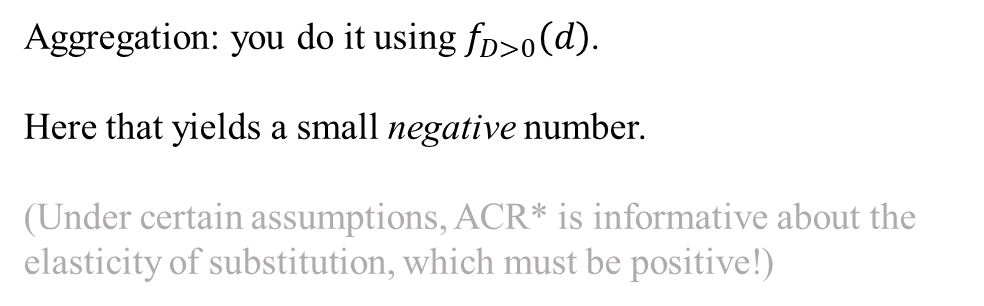 Aggregation: you do it using f_{D>0}(d).
Here that yields a small negative number.
(Under certain assumptions, ACR* is informative about the
elasticity of substitution, which must be positive!)